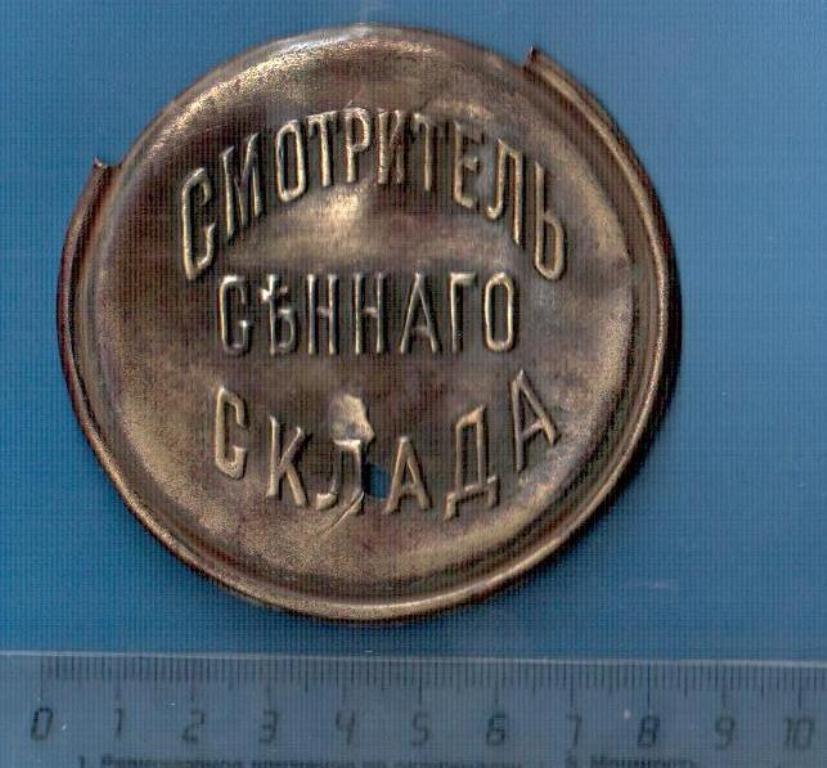 СМОТРИТЕЛЬ
СѢННАГО
СКЛАДА
0 1 2 3 4 5 6 7 8 9 10